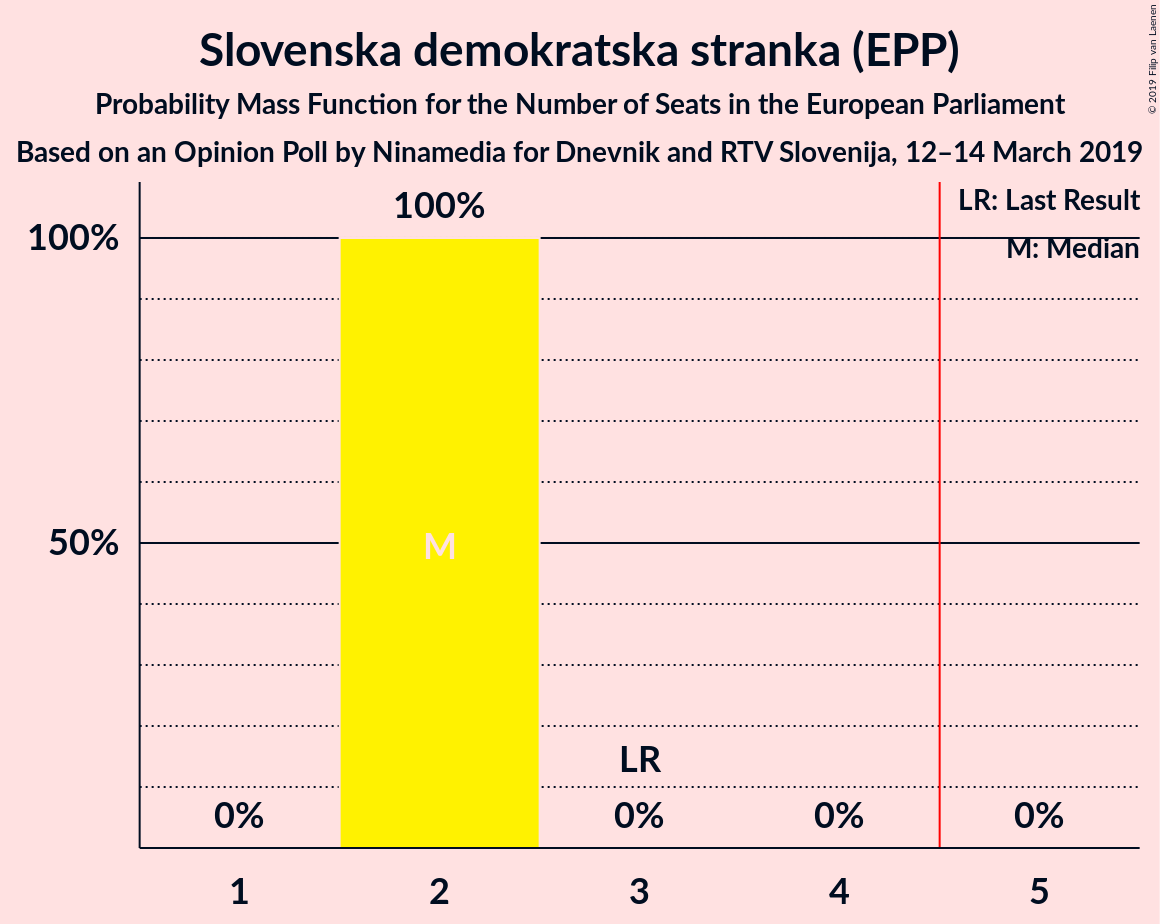 Slovenska demokratska stranka (EPP)
Probability Mass Function for the Number of Seats in the European Parliament
Based on an Opinion Poll by Ninamedia for Dnevnik and RTV Slovenija, 12–14 March 2019
© 2019 Filip van Laenen
LR: Last Result
M: Median
100%
100%
50%
M
LR
0%
0%
0%
0%
1
2
3
4
5